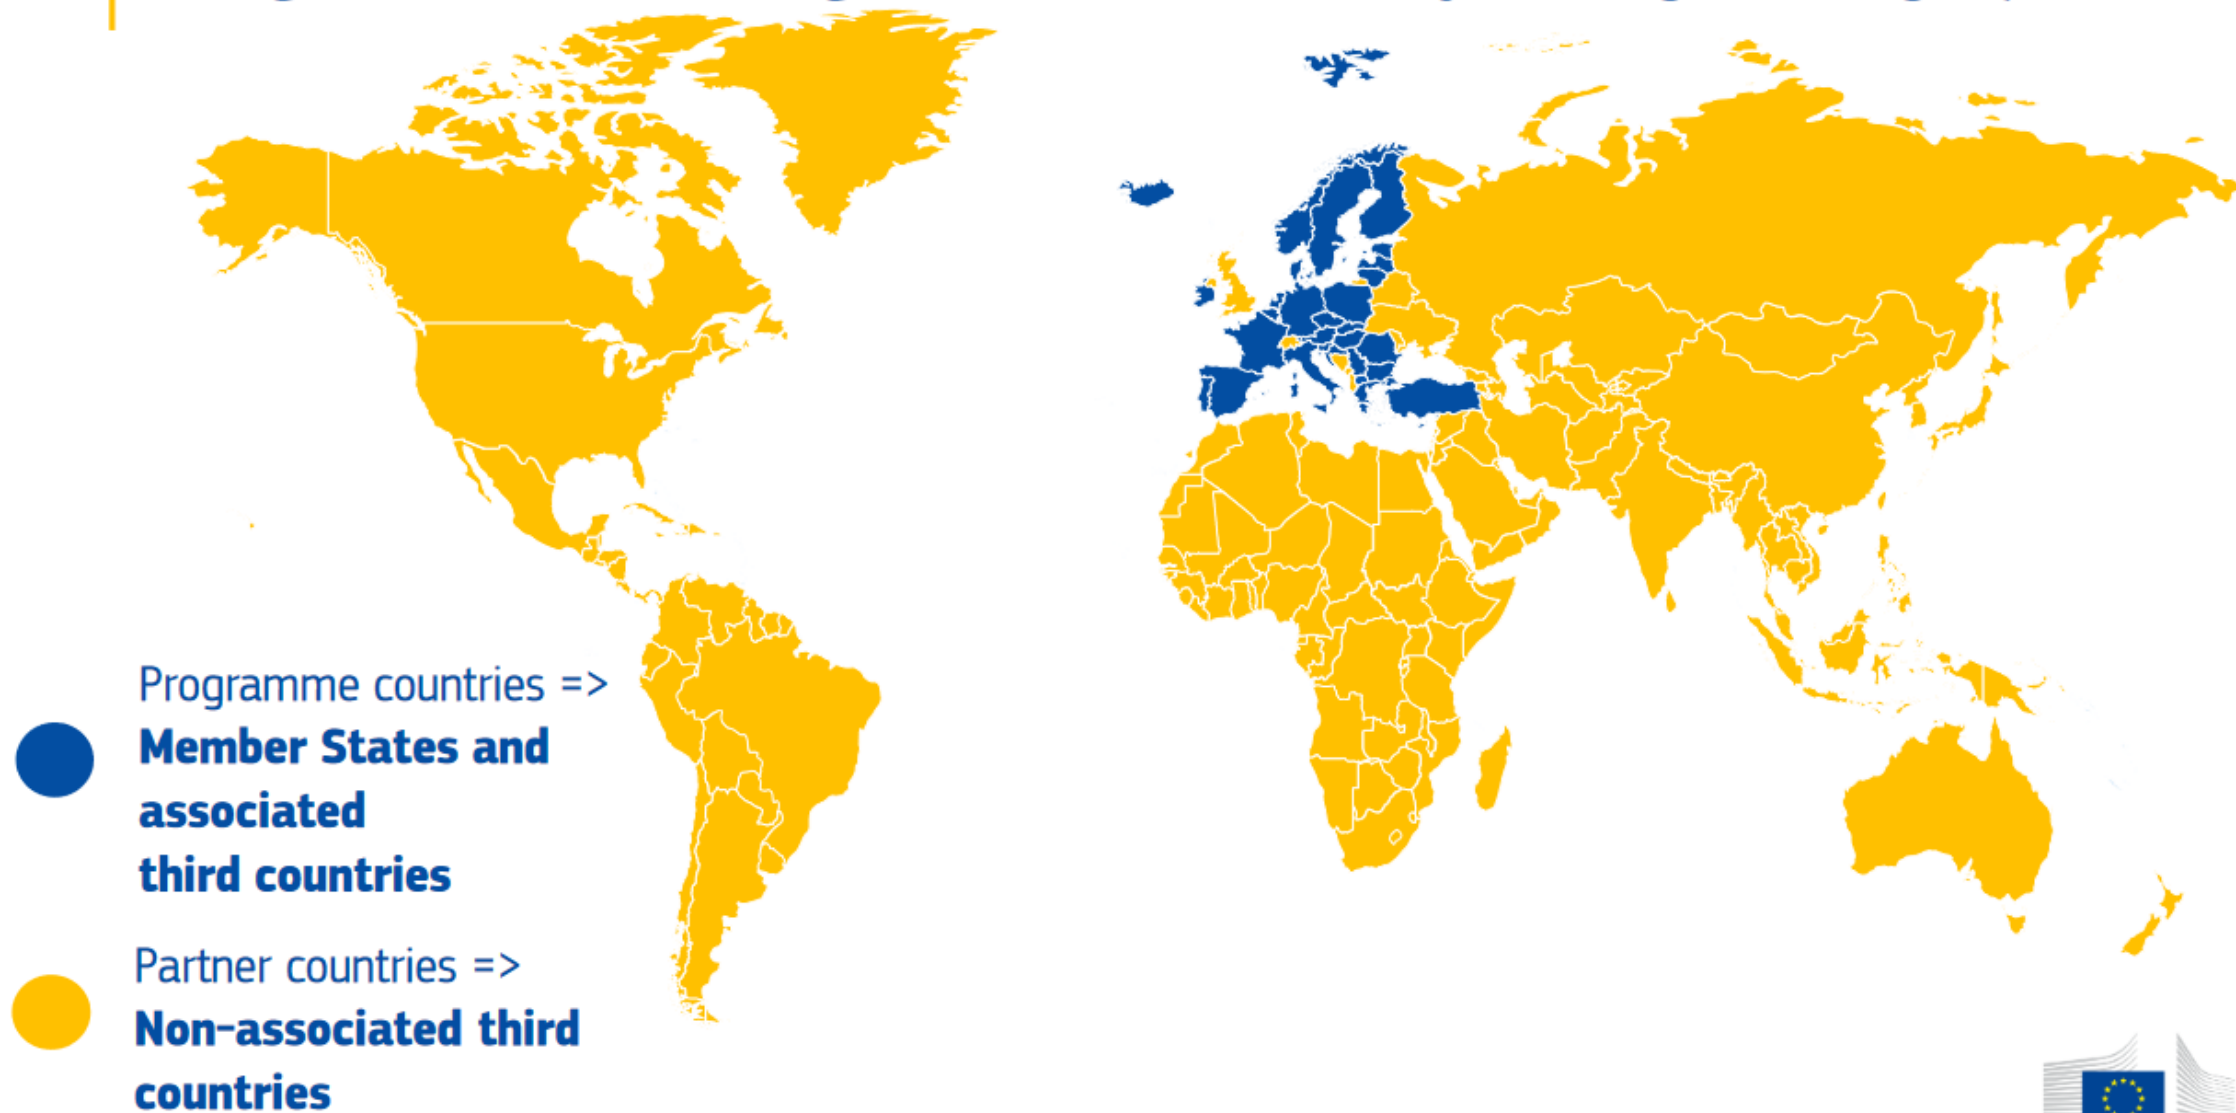 Programme countries =>
Member States and
associated
third countries
Partner countries =>
Non-associated third
countries